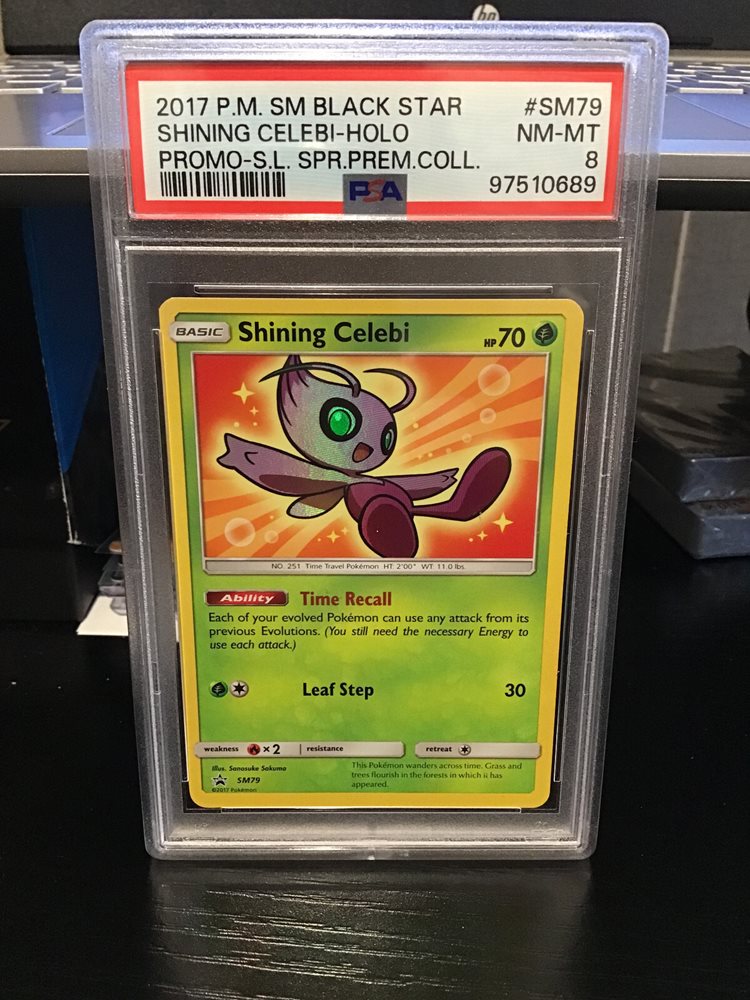 hp
2017 P.M. SM BLACK STAR #SM79
SHINING CELEBI-HOLO NM-MT
PROMO-S.L. SPR.PREM.COLL. 8
PSA 97510689
BASIC Shining Celebi HP 70
NO. 251 Time Travel Pokémon HT: 2'00" WT: 11.0 lbs.
Ability Time Recall
Each of your evolved Pokémon can use any attack from its
previous Evolutions. (You still need the necessary Energy to
use each attack.)
Leaf Step 30
weakness ×2 resistance retreat
Illus. Sanosuke Sakuma
SM79
©2017 Pokémon
This Pokémon wanders across time. Grass and
trees flourish in the forests in which it has
appeared.